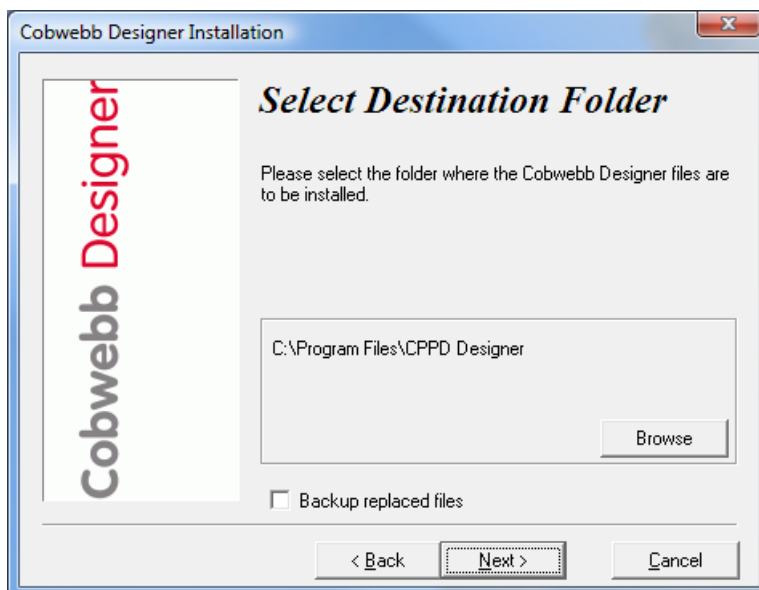 Cobwebb Designer Installation
Cobwebb Designer
Select Destination Folder
Please select the folder where the Cobwebb Designer files are
to be installed.
C:\Program Files\CPPD Designer
Browse
Backup replaced files
< Back
Next >
Cancel